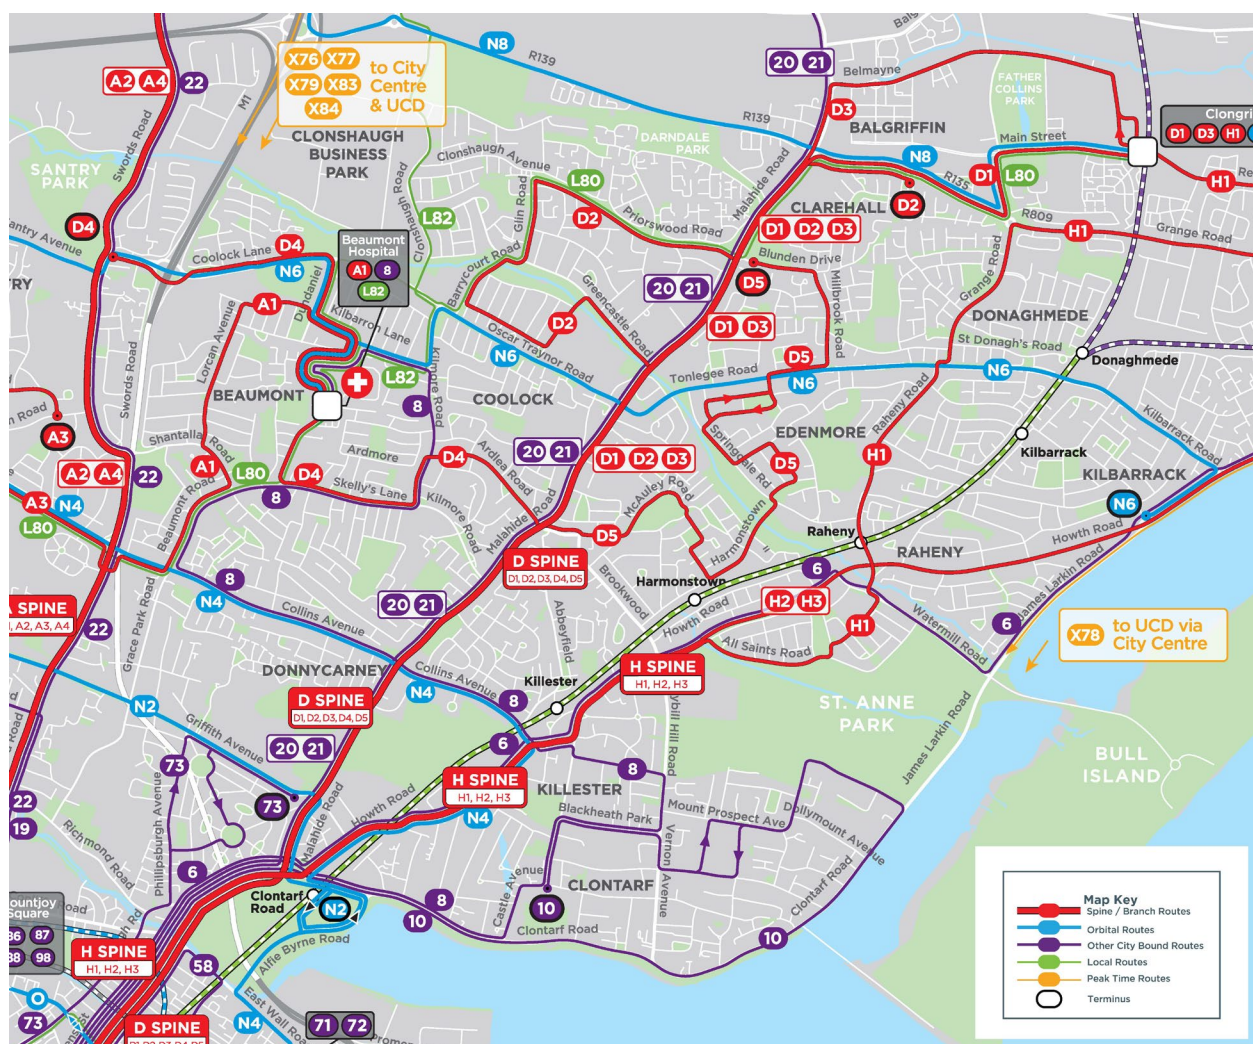 X76 X77
X79 X83
X84
to City
Centre
& UCD
N8
R139
20 21
Belmayne
FATHER
COLLINS
PARK
D1 D3 H1
A2 A4
22
M1
Swords Road
CLONSHAUGH
BUSINESS
PARK
Clonshaugh Avenue
DARNDALE
PARK
R139
D3
BALGRIFFIN
Main Street
SANTRY
PARK
Clonshaugh Road
Glin Road
L80
D2
Priorswood Road
Malahide Road
N8
R135
D1
L80
H1
D4
L82
CLAREHALL
D2
R809
H1
Grange Road
Coolock Lane
D4
N6
Beaumont
Hospital
A1 8
L82
Barrycourt Road
D1 D2 D3
Blunden Drive
D5
Grange Road
A1
Lorcan Avenue
Dundaniel
Kilbarron Lane
20 21
Greencastle Road
Millbrook Road
DONAGHMEDE
D2
D1 D3
St Donagh's Road
Donaghmede
Oscar Traynor Road
N6
D5
N6
N6
Swords Road
BEAUMONT
L82
Kilmore Road
8
COOLOCK
Tonlegee Road
Raheny Road
Kilbarrack Road
A3
Shantalla
Road
Ardmore
D4
Ardlea Road
20 21
D1 D2 D3
Springdale Rd
EDENMORE
D5
H1
Kilbarrack
KILBARRACK
A2 A4
22
A1
L80
8
D4
Skelly's Lane
Kilmore Road
McAuley Road
N6
A3
N4
L80
Beaumont Road
Malahide Road
D5
Harmonstown
Raheny
RAHENY
Howth Road
D SPINE
D1, D2, D3, D4, D5
Harmonstown
6
James Larkin Road
8
N4
Collins Avenue
20 21
Brookwood
Abbeyfield
Howth Road
H2 H3
Watermill Road
6
X78
to UCD via
City Centre
A SPINE
A2, A3, A4
22
Grace Park Road
All Saints Road
H1
DONNYCARNEY
Collins Avenue
N4
8
Killester
H SPINE
H1, H2, H3
ST. ANNE
PARK
N2
Griffith Avenue
D SPINE
D1, D2, D3, D4, D5
20 21
6
James Larkin Road
BULL
ISLAND
73
H SPINE
H1, H2, H3
8
KILLESTER
73
Howth Road
N4
Blackheath Park
Mount Prospect Ave
Dollymount Avenue
22
19
Richmond Road
Phillipsburgh Avenue
Malahide Road
6
Castle Avenue
CLONTARF
Vernon Avenue
Clontarf Road
Clontarf
Road
N2
8
10
10
Clontarf Road
10
87
98
H SPINE
H1, H2, H3
Alfie Byrne Road
58
East Wall Road
N4
73
71 72
D SPINE
Map Key
Spine / Branch Routes
Orbital Routes
Other City Bound Routes
Local Routes
Peak Time Routes
Terminus